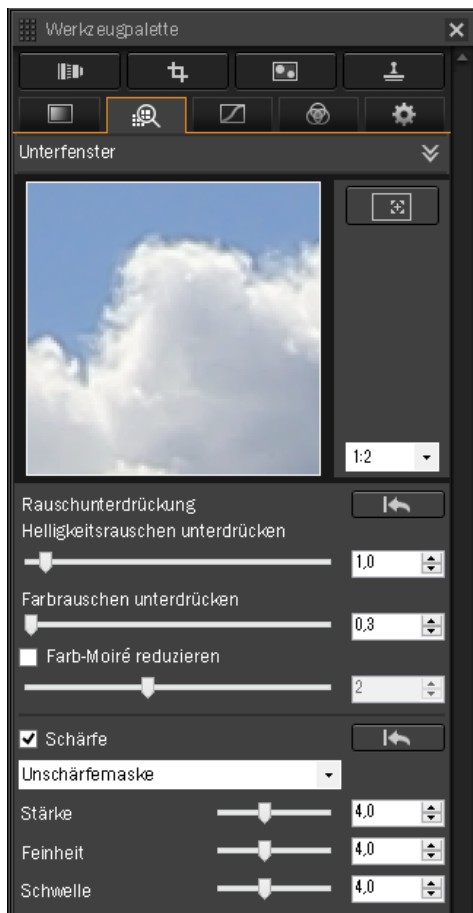 Werkzeugpalette
Unterfenster
1:2
Rauschunterdrückung
Helligkeitsrauschen unterdrücken
1,0
Farbrauschen unterdrücken
0,3
Farb-Moiré reduzieren
2
Schärfe
Unschärfemaske
Stärke 4,0
Feinheit 4,0
Schwelle 4,0